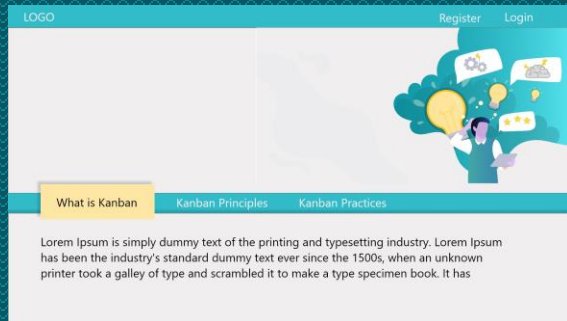 LOGO
Register Login
What is Kanban Kanban Principles Kanban Practices
Lorem Ipsum is simply dummy text of the printing and typesetting industry. Lorem Ipsum
has been the industry's standard dummy text ever since the 1500s, when an unknown
printer took a galley of type and scrambled it to make a type specimen book. It has